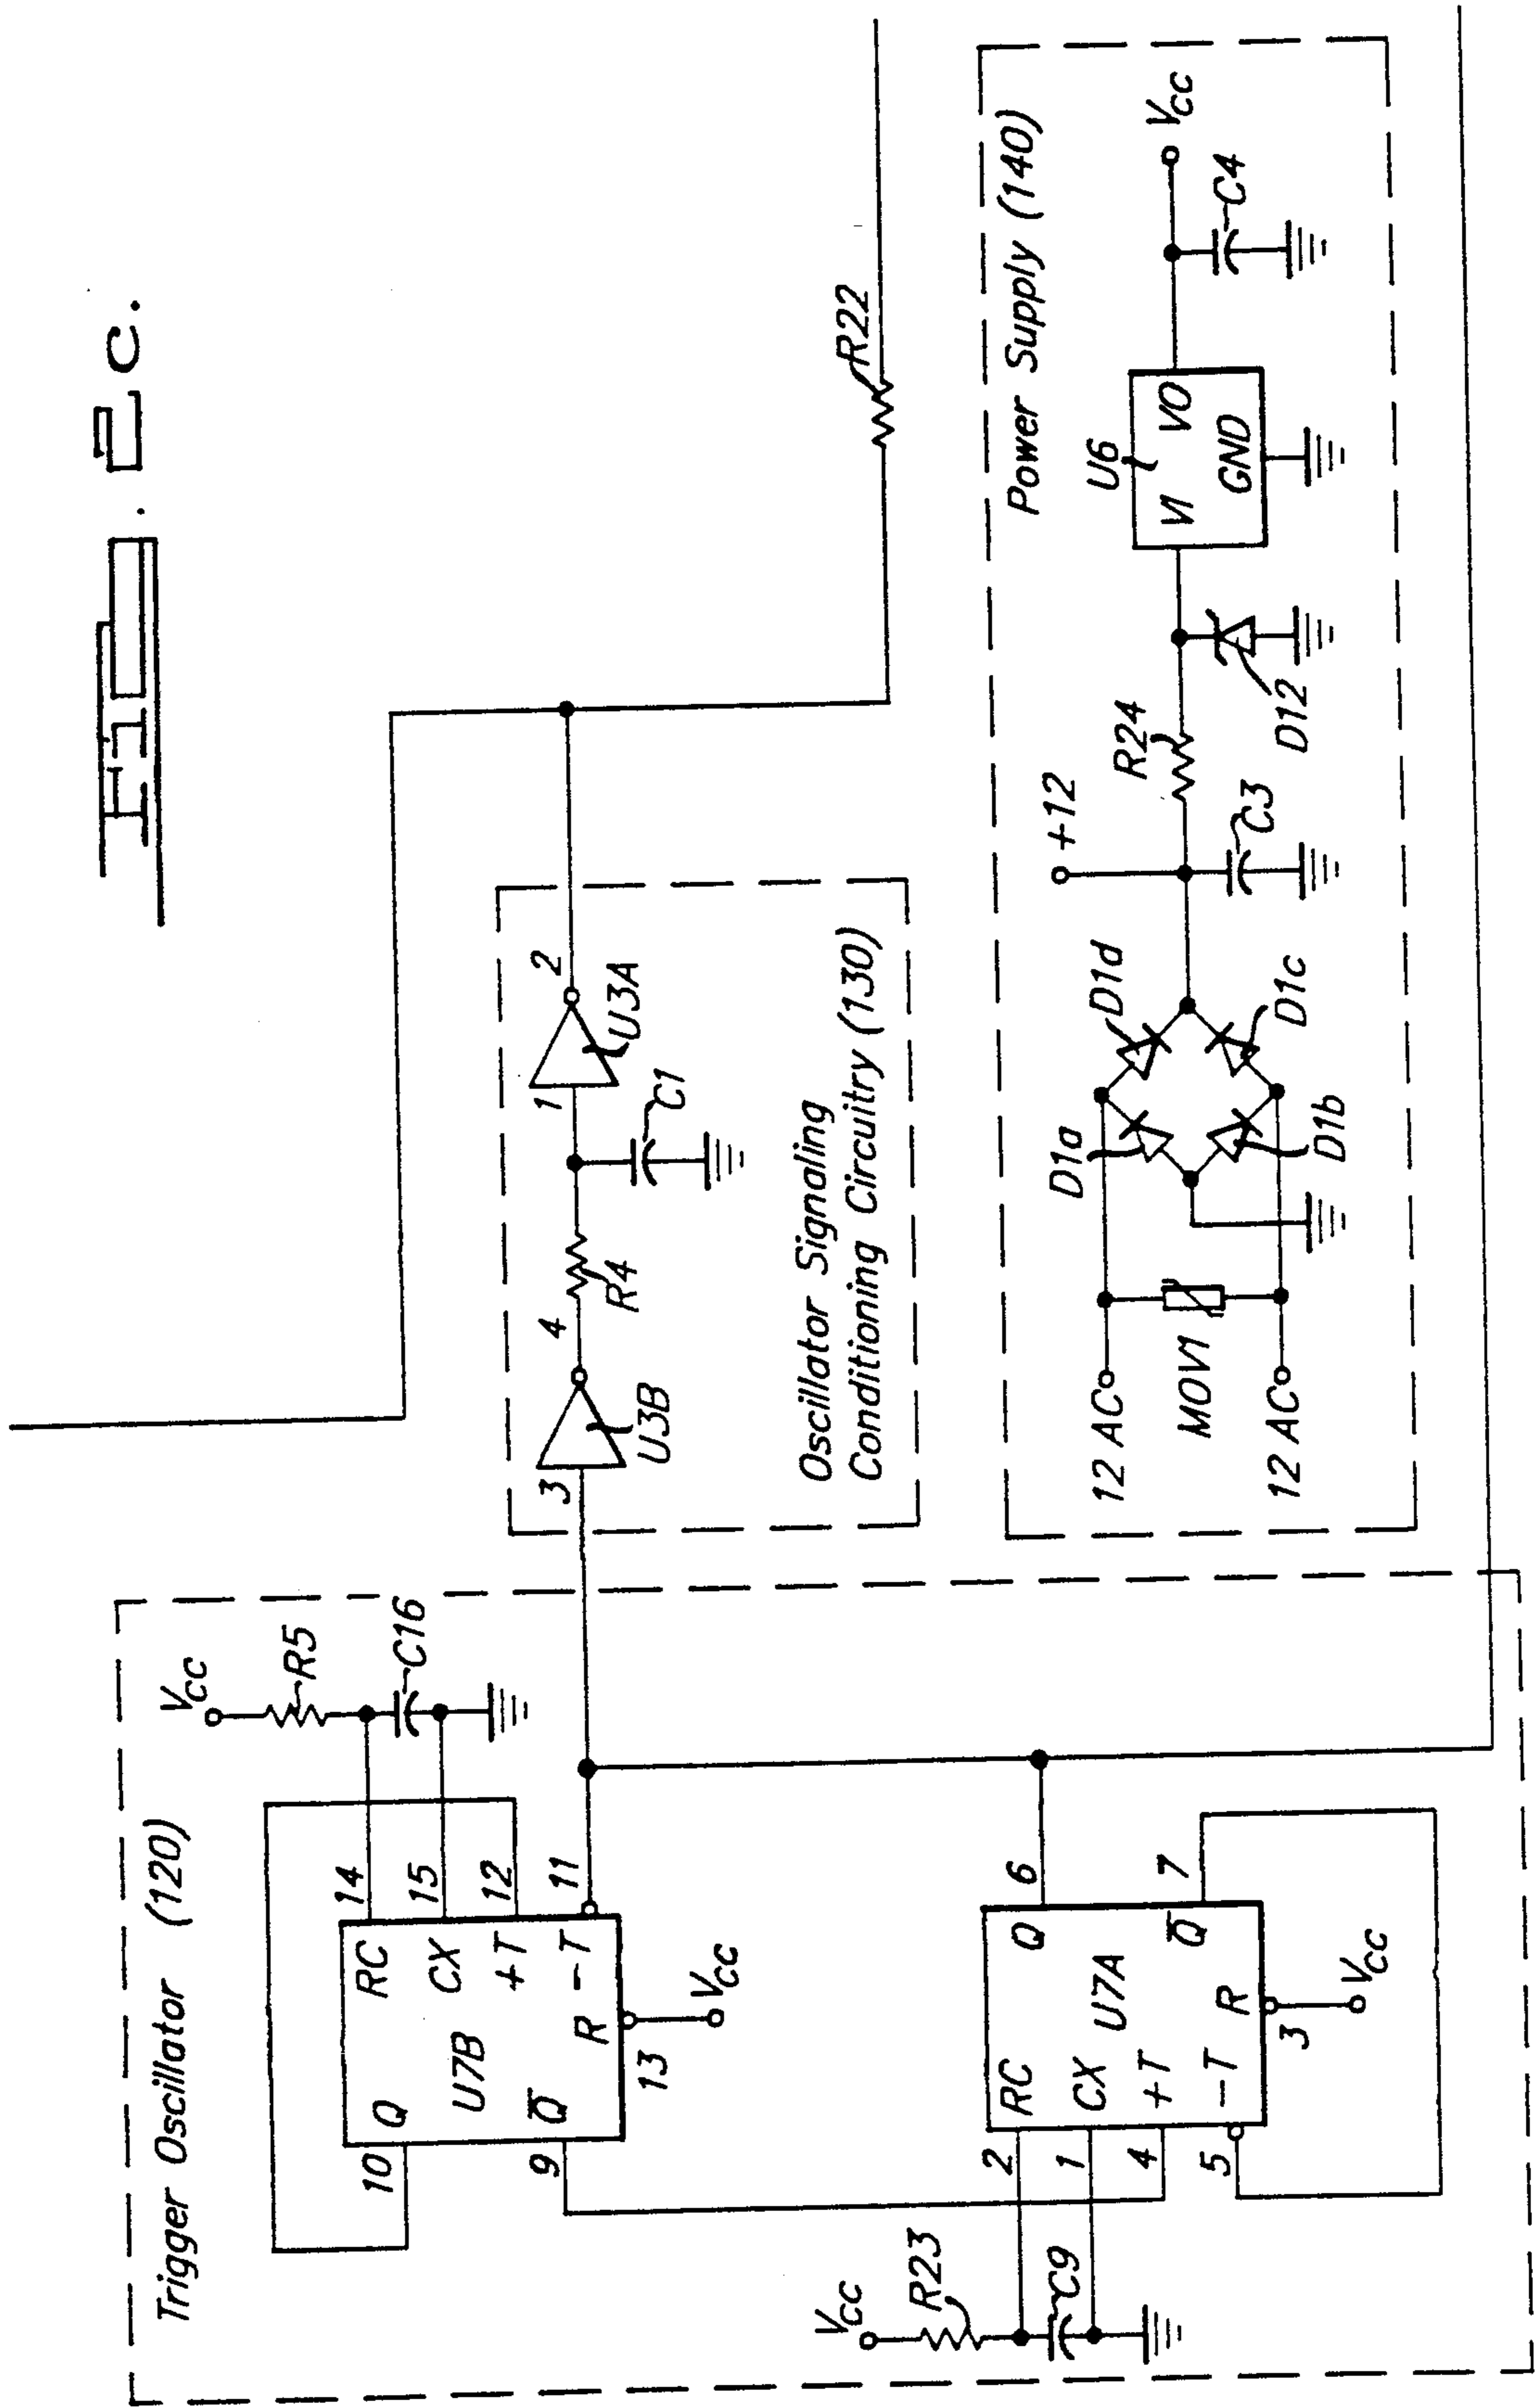 Fig. 2c.
Trigger Oscillator (120)
VCC
R5
C16
10
Q
RC
14
CX
15
U7B
+T
12
9
Q̅
-T
11
R
13
VCC
VCC
R23
C9
2
RC
Q
6
1
CX
U7A
4
+T
Q̅
7
5
-T
R
3
VCC
3
U3B
4
R4
1
C1
U3A
2
Oscillator Signaling
Conditioning Circuitry (130)
R22
Power Supply (140)
12 AC
MOV1
12 AC
D1a
D1d
D1b
D1c
+12
C3
R24
D12
U6
VI
VO
GND
VCC
C4